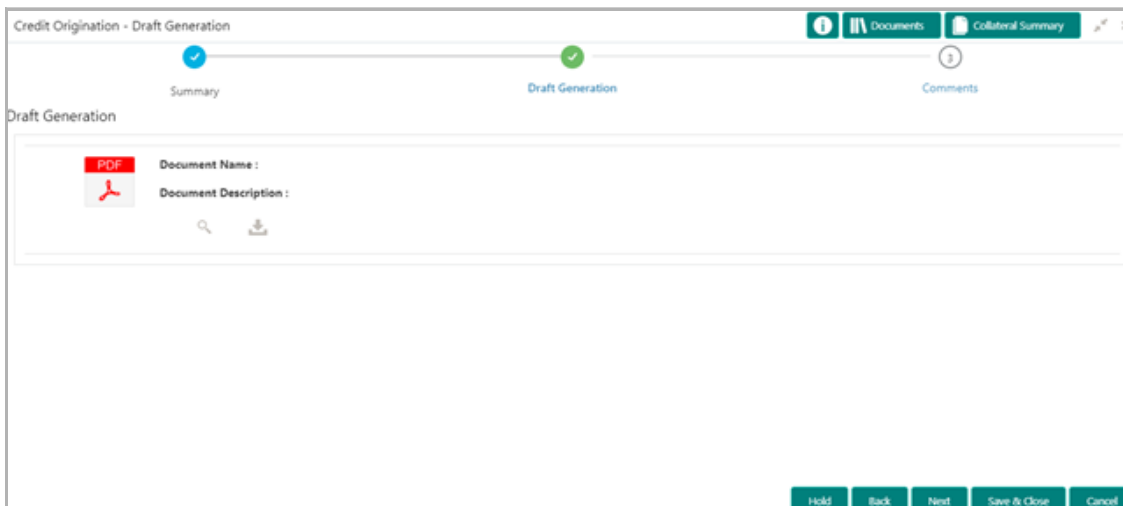 Credit Origination - Draft Generation
i Documents Collateral Summary
Summary
Draft Generation
3
Comments
Draft Generation
PDF
Document Name :
Document Description :
Hold Back Next Save & Close Cancel